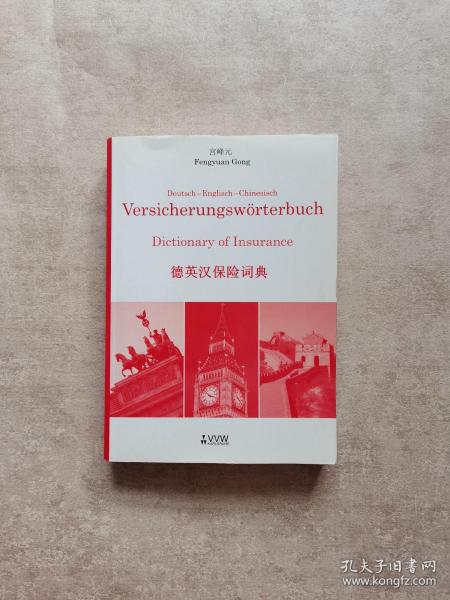 宫峰元
Fengyuan Gong
Deutsch – Englisch – Chinesisch
Versicherungswörterbuch
Dictionary of Insurance
德英汉保险词典
VVW
KARLSRUHE
孔夫子旧书网
www.kongfz.com